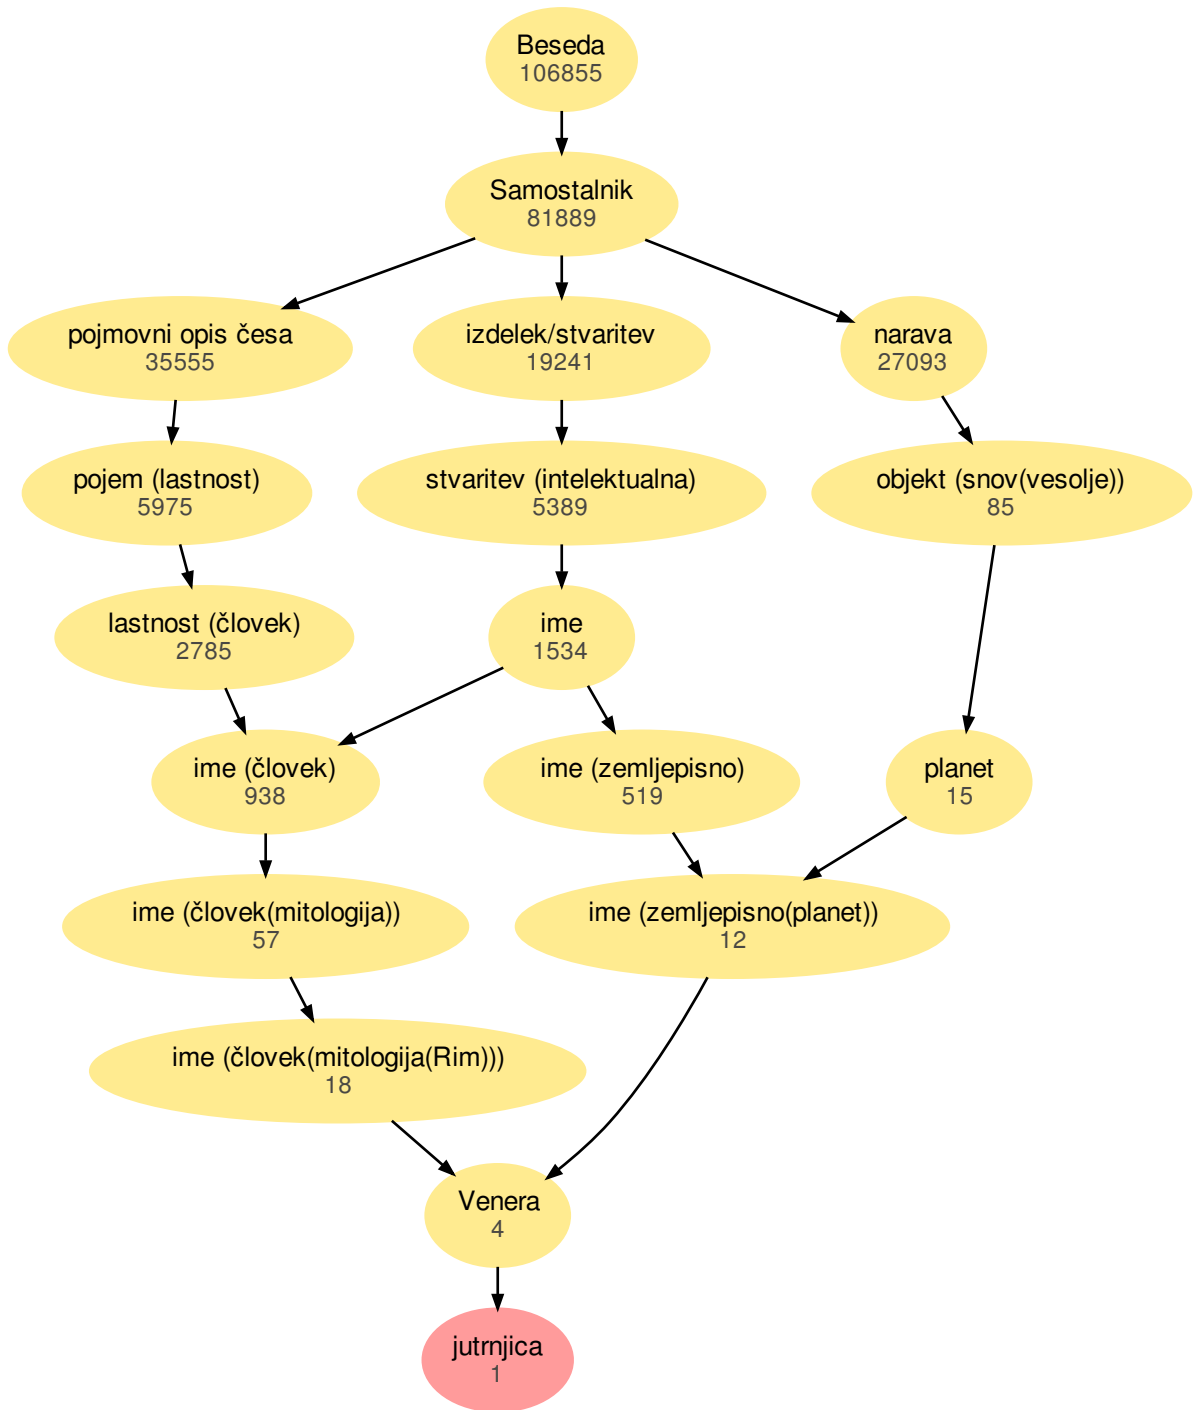 Beseda
106855
Samostalnik
81889
pojmovni opis česa
35555
izdelek/stvaritev
19241
narava
27093
pojem (lastnost)
5975
stvaritev (intelektualna)
5389
objekt (snov(vesolje))
85
lastnost (človek)
2785
ime
1534
ime (človek)
938
ime (zemljepisno)
519
planet
15
ime (človek(mitologija))
57
ime (zemljepisno(planet))
12
ime (človek(mitologija(Rim)))
18
Venera
4
jutrnjica
1